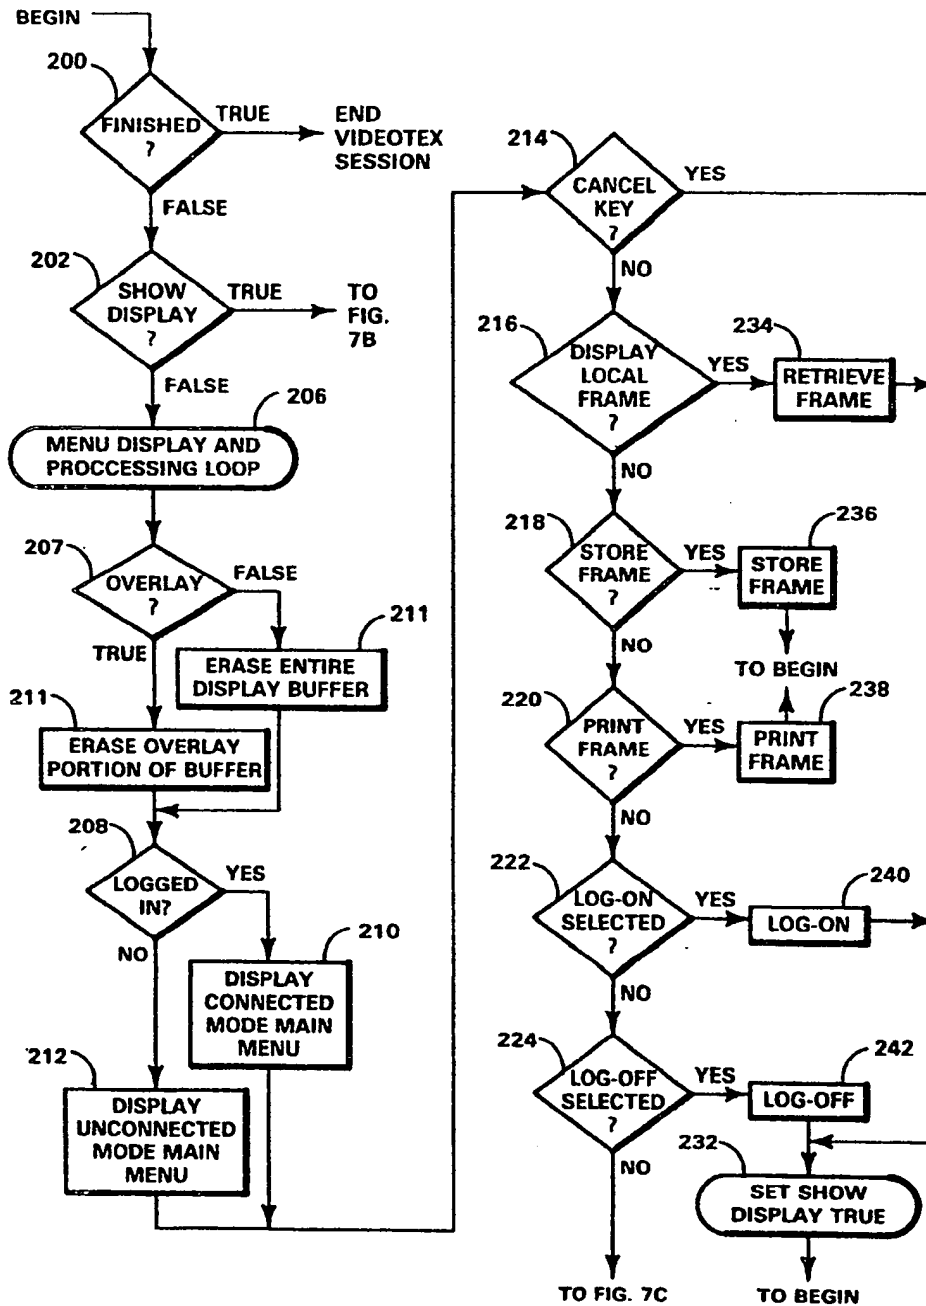 BEGIN
200
FINISHED
?
TRUE
END
VIDEOTEX
SESSION
FALSE
202
SHOW
DISPLAY
?
TRUE
TO
FIG.
7B
FALSE
206
MENU DISPLAY AND
PROCCESSING LOOP
207
OVERLAY
?
FALSE
TRUE
211
ERASE ENTIRE
DISPLAY BUFFER
211
ERASE OVERLAY
PORTION OF BUFFER
208
LOGGED
IN?
YES
NO
210
DISPLAY
CONNECTED
MODE MAIN
MENU
212
DISPLAY
UNCONNECTED
MODE MAIN
MENU
214
CANCEL
KEY
?
YES
NO
216
DISPLAY
LOCAL
FRAME
?
YES
234
RETRIEVE
FRAME
NO
218
STORE
FRAME
?
YES
236
STORE
FRAME
NO
TO BEGIN
220
PRINT
FRAME
?
YES
238
PRINT
FRAME
NO
222
LOG-ON
SELECTED
?
YES
240
LOG-ON
NO
224
LOG-OFF
SELECTED
?
YES
242
LOG-OFF
NO
232
SET SHOW
DISPLAY TRUE
TO FIG. 7C
TO BEGIN